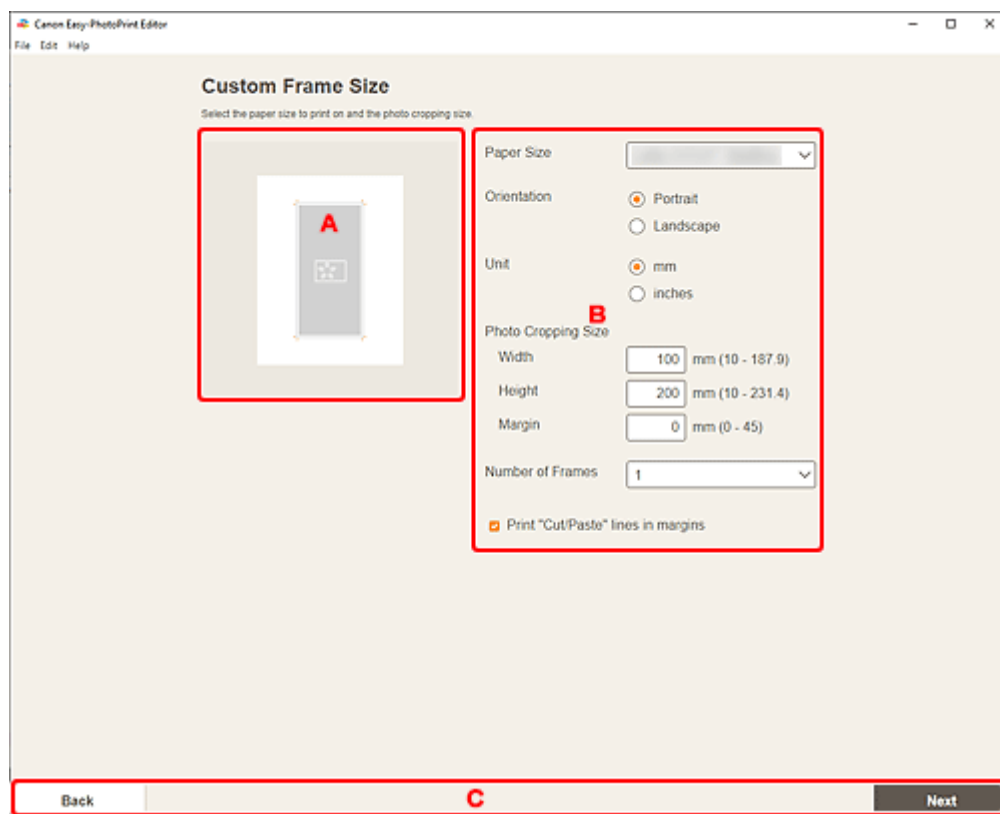 Canon Easy-PhotoPrint Editor
File Edit Help
Custom Frame Size
Select the paper size to print on and the photo cropping size.
A
Paper Size
Orientation
Portrait
Landscape
Unit
mm
inches
B
Photo Cropping Size
Width 100 mm (10 - 187.9)
Height 200 mm (10 - 231.4)
Margin 0 mm (0 - 45)
Number of Frames 1
Print "Cut/Paste" lines in margins
Back C Next